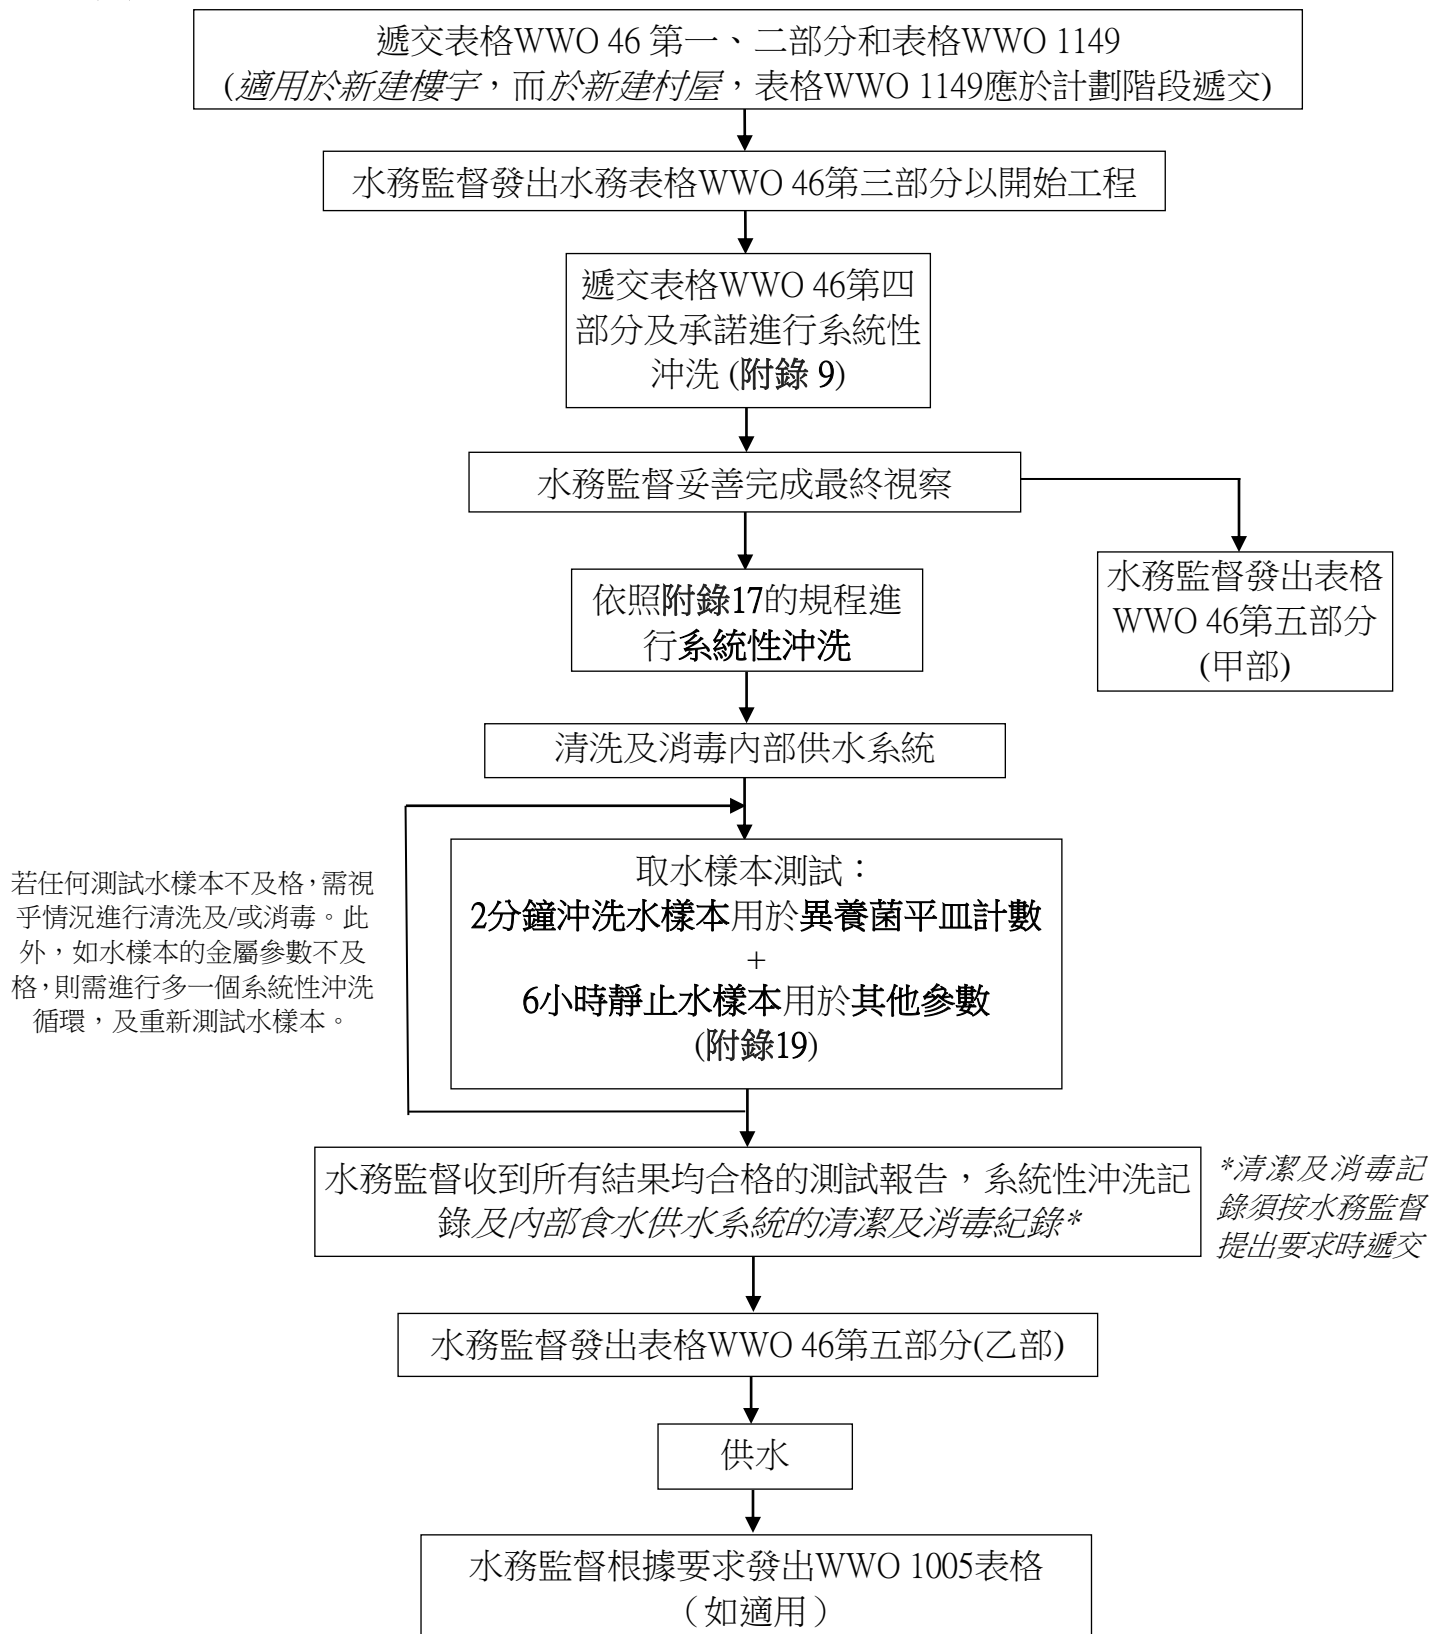 遞交表格WWO 46 第一、二部分和表格WWO 1149
(適用於新建樓宇，而於新建村屋，表格WWO 1149應於計劃階段遞交)
水務監督發出水務表格WWO 46第三部分以開始工程
遞交表格WWO 46第四
部分及承諾進行系統性
沖洗 (附錄 9)
水務監督妥善完成最終視察
水務監督發出表格
WWO 46第五部分
(甲部)
依照附錄17的規程進
行系統性沖洗
清洗及消毒內部供水系統
若任何測試水樣本不及格，需視
乎情況進行清洗及/或消毒。此
外，如水樣本的金屬參數不及
格，則需進行多一個系統性沖洗
循環，及重新測試水樣本。
取水樣本測試：
2分鐘沖洗水樣本用於異養菌平皿計數
+
6小時靜止水樣本用於其他參數
(附錄19)
水務監督收到所有結果均合格的測試報告，系統性沖洗記
錄及內部食水供水系統的清潔及消毒紀錄*
*清潔及消毒記
錄須按水務監督
提出要求時遞交
水務監督發出表格WWO 46第五部分(乙部)
供水
水務監督根據要求發出WWO 1005表格
（如適用）